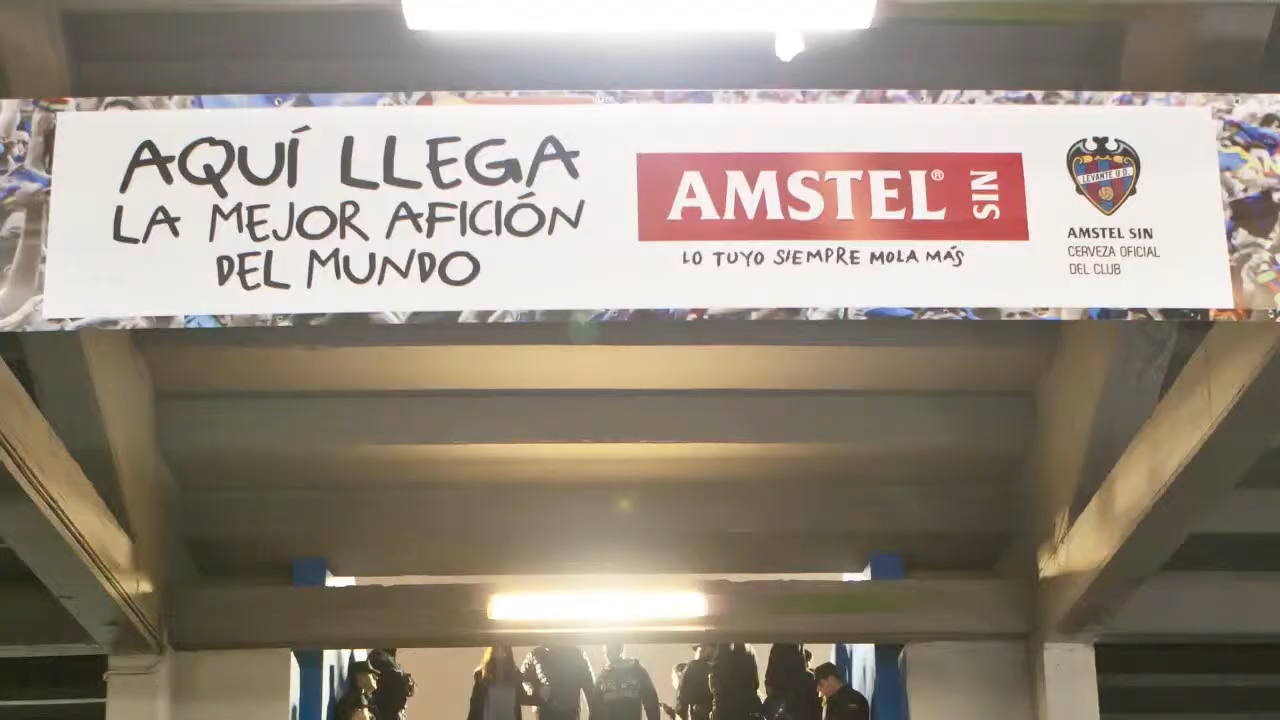 AQUÍ LLEGA
LA MEJOR AFICIÓN
DEL MUNDO
AMSTEL® SIN
LO TUYO SIEMPRE MOLA MÁS
LEVANTE U.D.
AMSTEL SIN
CERVEZA OFICIAL
DEL CLUB